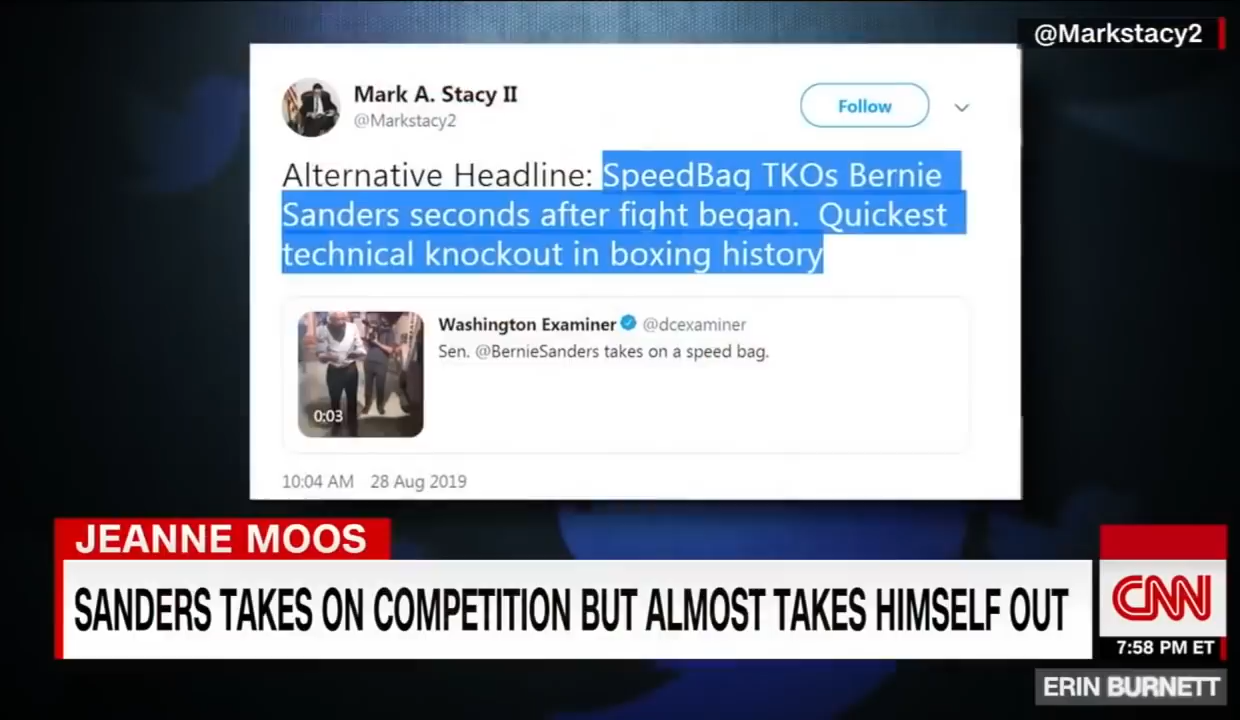 @Markstacy2
Mark A. Stacy II
@Markstacy2
Follow
Alternative Headline: SpeedBag TKOs Bernie
Sanders seconds after fight began. Quickest
technical knockout in boxing history
Washington Examiner @dcexaminer
Sen. @BernieSanders takes on a speed bag.
0:03
10:04 AM 28 Aug 2019
JEANNE MOOS
SANDERS TAKES ON COMPETITION BUT ALMOST TAKES HIMSELF OUT
CNN
7:58 PM ET
ERIN BURNETT